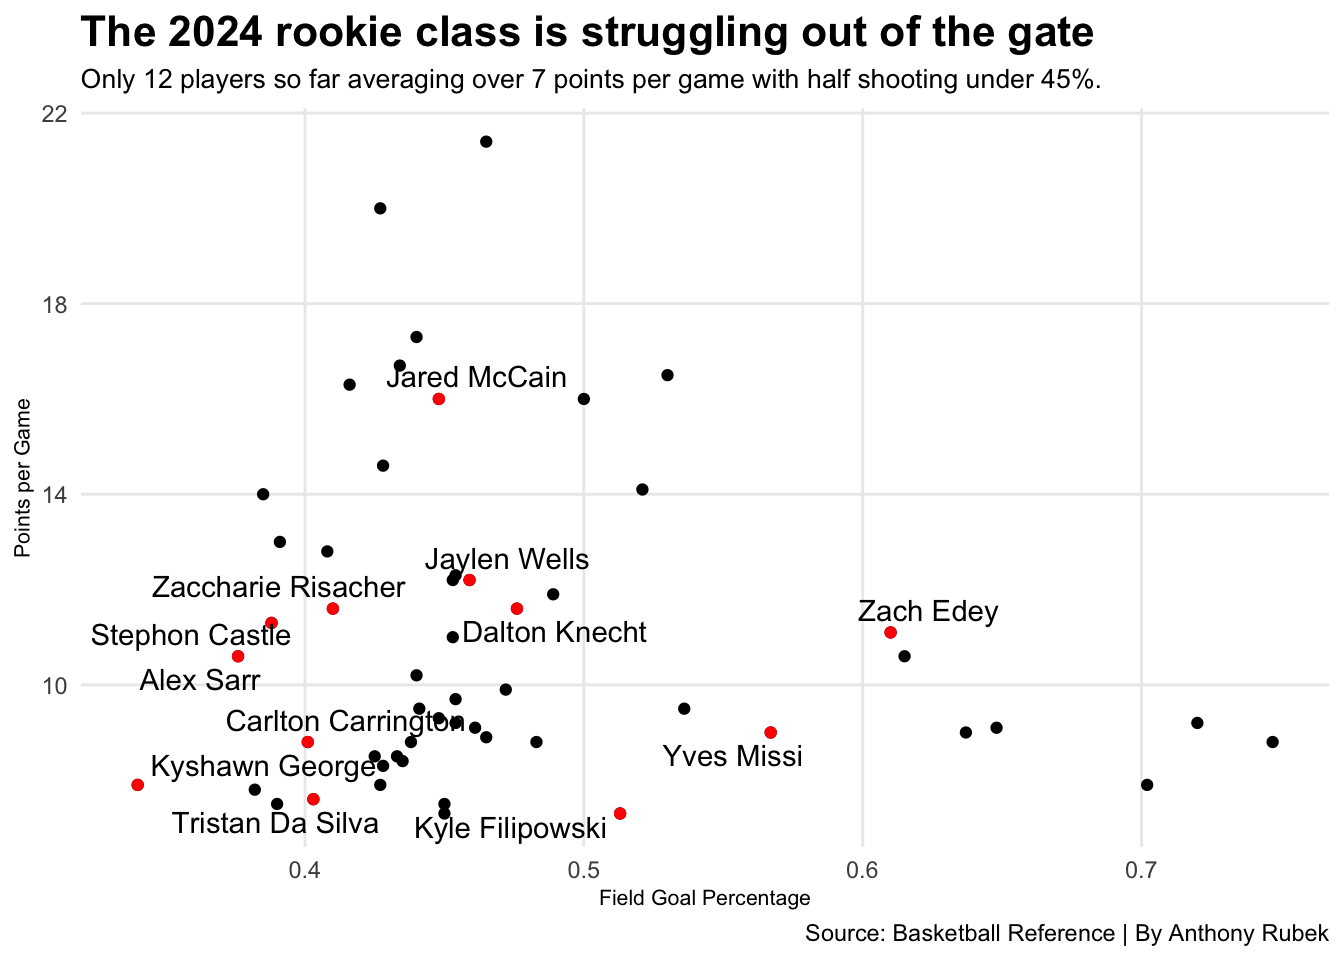 The 2024 rookie class is struggling out of the gate
Only 12 players so far averaging over 7 points per game with half shooting under 45%.
22
18
14
10
Points per Game
Jared McCain
Jaylen Wells
Zaccharie Risacher
Zach Edey
Stephon Castle
Dalton Knecht
Alex Sarr
Carlton Carrington
Yves Missi
Kyshawn George
Tristan Da Silva
Kyle Filipowski
0.4
0.5
0.6
0.7
Field Goal Percentage
Source: Basketball Reference | By Anthony Rubek